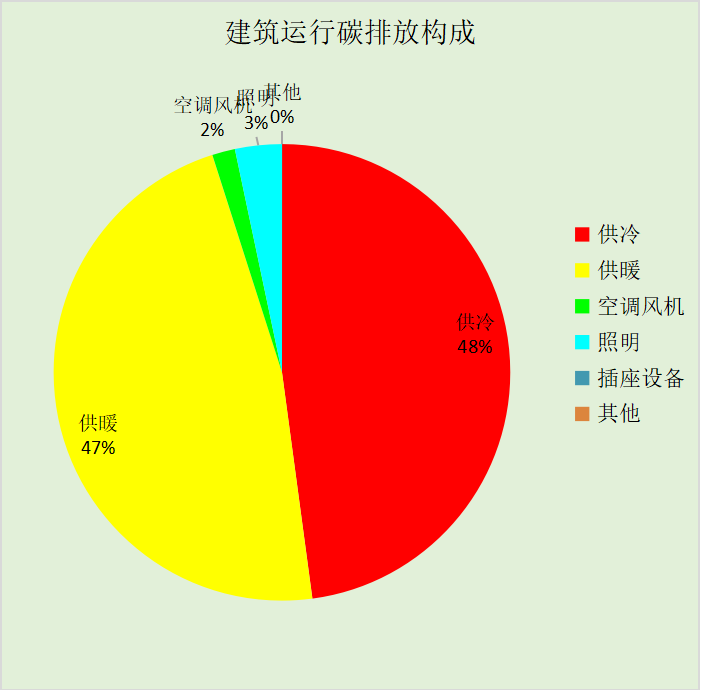 建筑运行碳排放构成
空调风机
2%
照明
3%
其他
0%
供冷
48%
供暖
47%
供冷
供暖
空调风机
照明
插座设备
其他